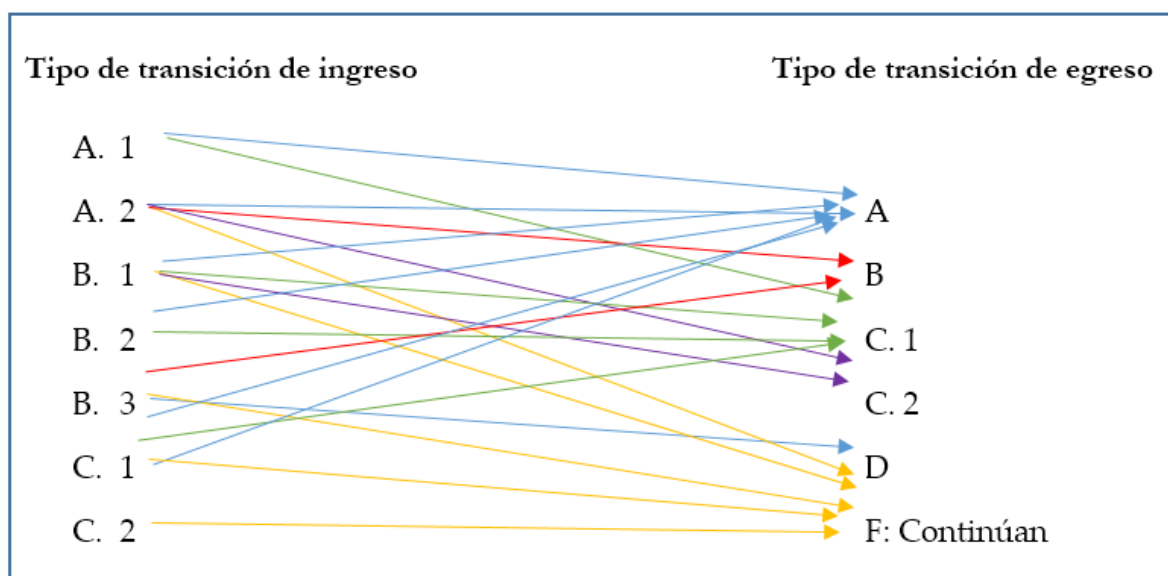 Tipo de transición de ingreso
Tipo de transición de egreso
A. 1
A. 2
B. 1
B. 2
B. 3
C. 1
C. 2
A
B
C. 1
C. 2
D
F: Continúan